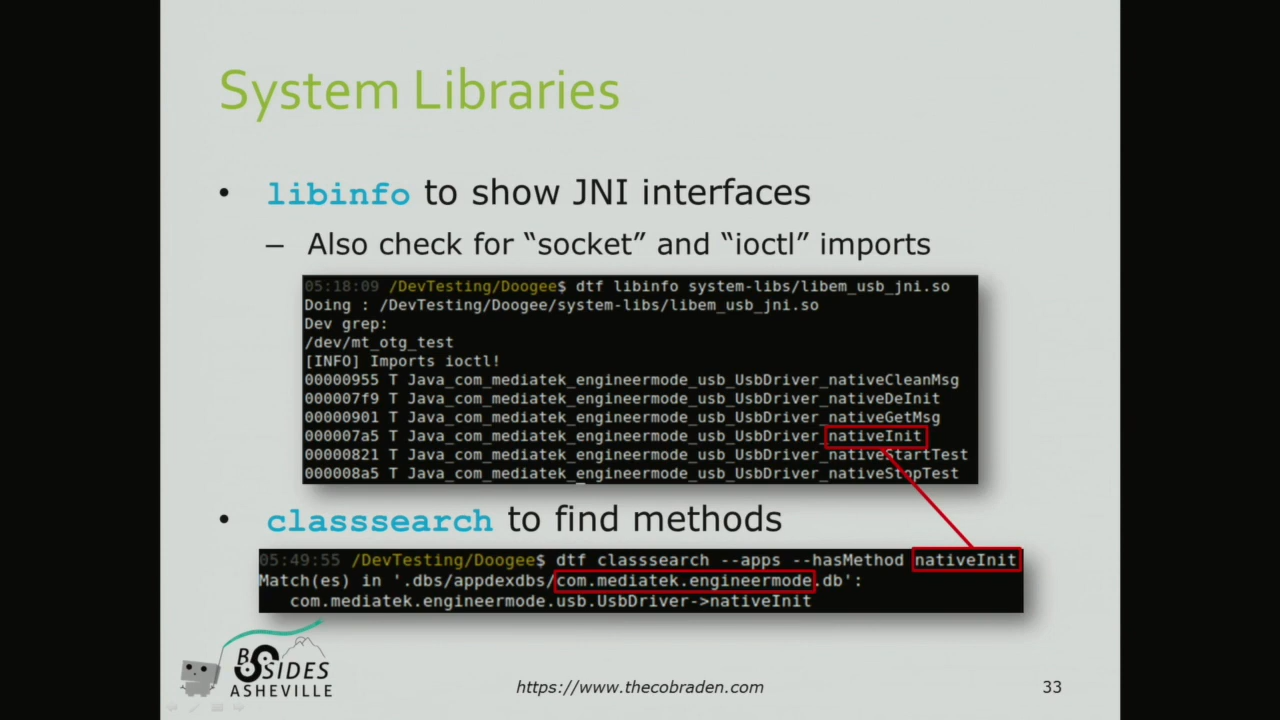 System Libraries
• libinfo to show JNI interfaces
– Also check for “socket” and “ioctl” imports
05:18:09 /DevTesting/Doogee$ dtf libinfo system-libs/libem_usb_jni.so
Doing : /DevTesting/Doogee/system-libs/libem_usb_jni.so
Dev grep:
/dev/mt_otg_test
[INFO] Imports ioctl!
00000955 T Java_com_mediatek_engineermode_usb_UsbDriver_nativeCleanMsg
000007f9 T Java_com_mediatek_engineermode_usb_UsbDriver_nativeDeInit
00000901 T Java_com_mediatek_engineermode_usb_UsbDriver_nativeGetMsg
000007a5 T Java_com_mediatek_engineermode_usb_UsbDriver_nativeInit
00000821 T Java_com_mediatek_engineermode_usb_UsbDriver_nativeStartTest
000008a5 T Java_com_mediatek_engineermode_usb_UsbDriver_nativeStopTest
• classsearch to find methods
05:49:55 /DevTesting/Doogee$ dtf classsearch --apps --hasMethod nativeInit
Match(es) in '.dbs/appdexdbs/com.mediatek.engineermode.db':
com.mediatek.engineermode.usb.UsbDriver->nativeInit
BSIDES
ASHEVILLE
https://www.thecobraden.com
33